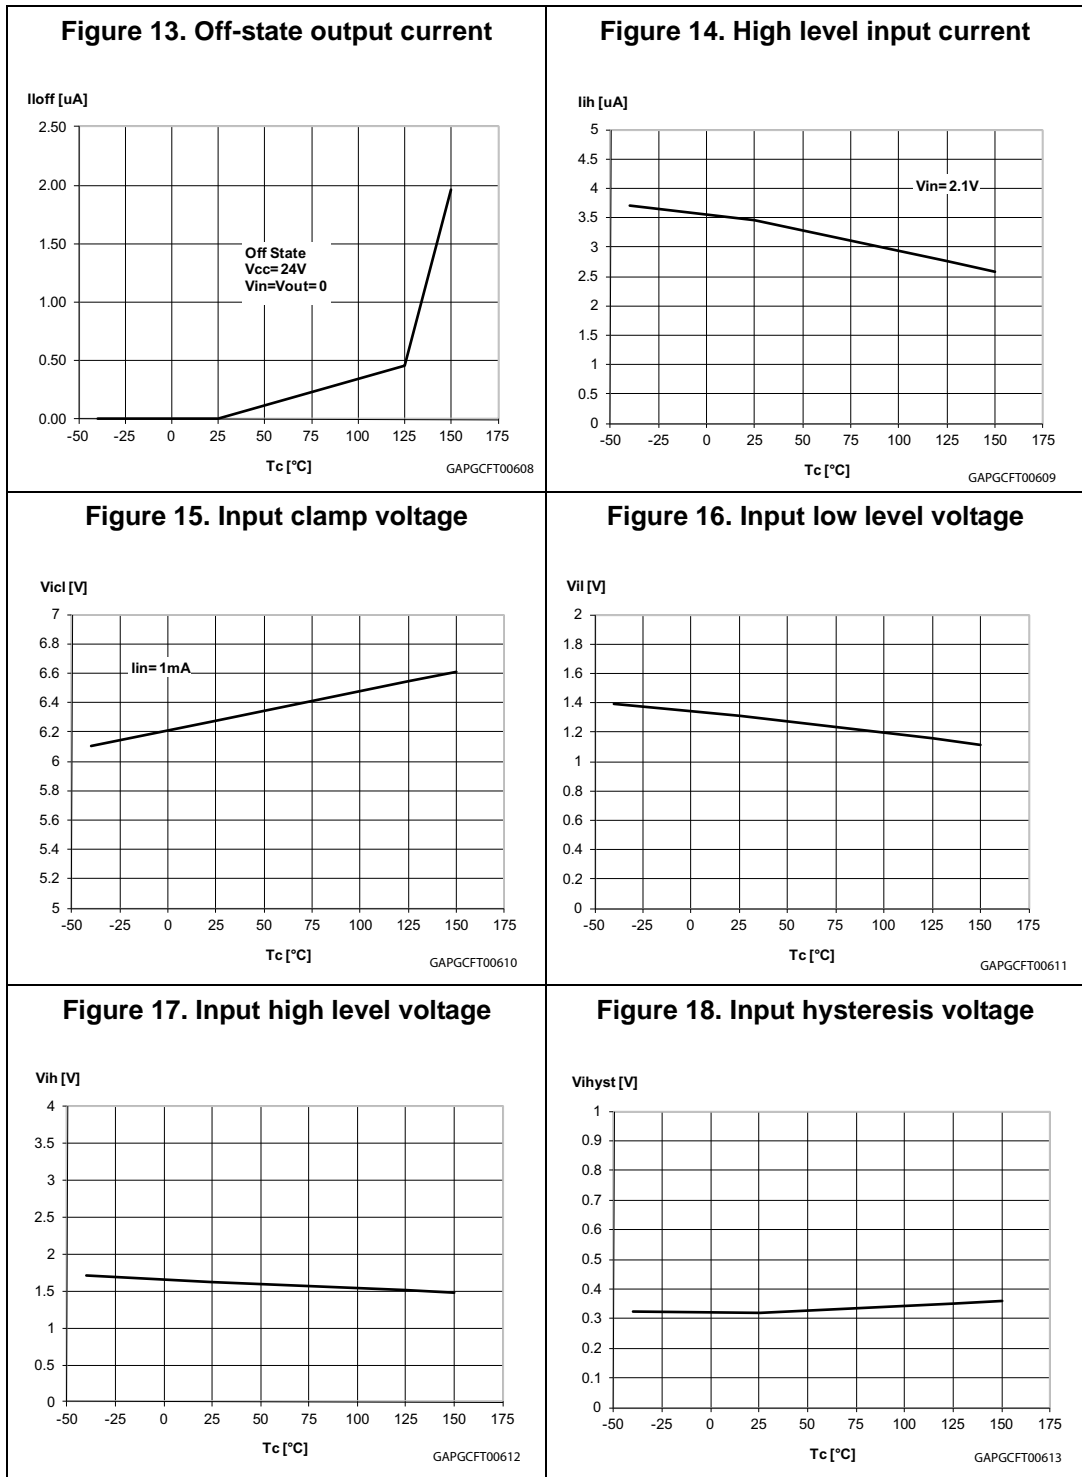 Figure 13. Off-state output current
Iloff [uA]
2.50
2.00
1.50
1.00
0.50
0.00
Off State
Vcc= 24V
Vin=Vout= 0
-50 -25 0 25 50 75 100 125 150 175
Tc [°C]
GAPGCFT00608
Figure 14. High level input current
Iih [uA]
5
4.5
4
3.5
3
2.5
2
1.5
1
0.5
0
Vin= 2.1V
-50 -25 0 25 50 75 100 125 150 175
Tc [°C]
GAPGCFT00609
Figure 15. Input clamp voltage
Vicl [V]
7
6.8
6.6
6.4
6.2
6
5.8
5.6
5.4
5.2
5
Iin= 1mA
-50 -25 0 25 50 75 100 125 150 175
Tc [°C]
GAPGCFT00610
Figure 16. Input low level voltage
Vil [V]
2
1.8
1.6
1.4
1.2
1
0.8
0.6
0.4
0.2
0
-50 -25 0 25 50 75 100 125 150 175
Tc [°C]
GAPGCFT00611
Figure 17. Input high level voltage
Vih [V]
4
3.5
3
2.5
2
1.5
1
0.5
0
-50 -25 0 25 50 75 100 125 150 175
Tc [°C]
GAPGCFT00612
Figure 18. Input hysteresis voltage
Vihyst [V]
1
0.9
0.8
0.7
0.6
0.5
0.4
0.3
0.2
0.1
0
-50 -25 0 25 50 75 100 125 150 175
Tc [°C]
GAPGCFT00613